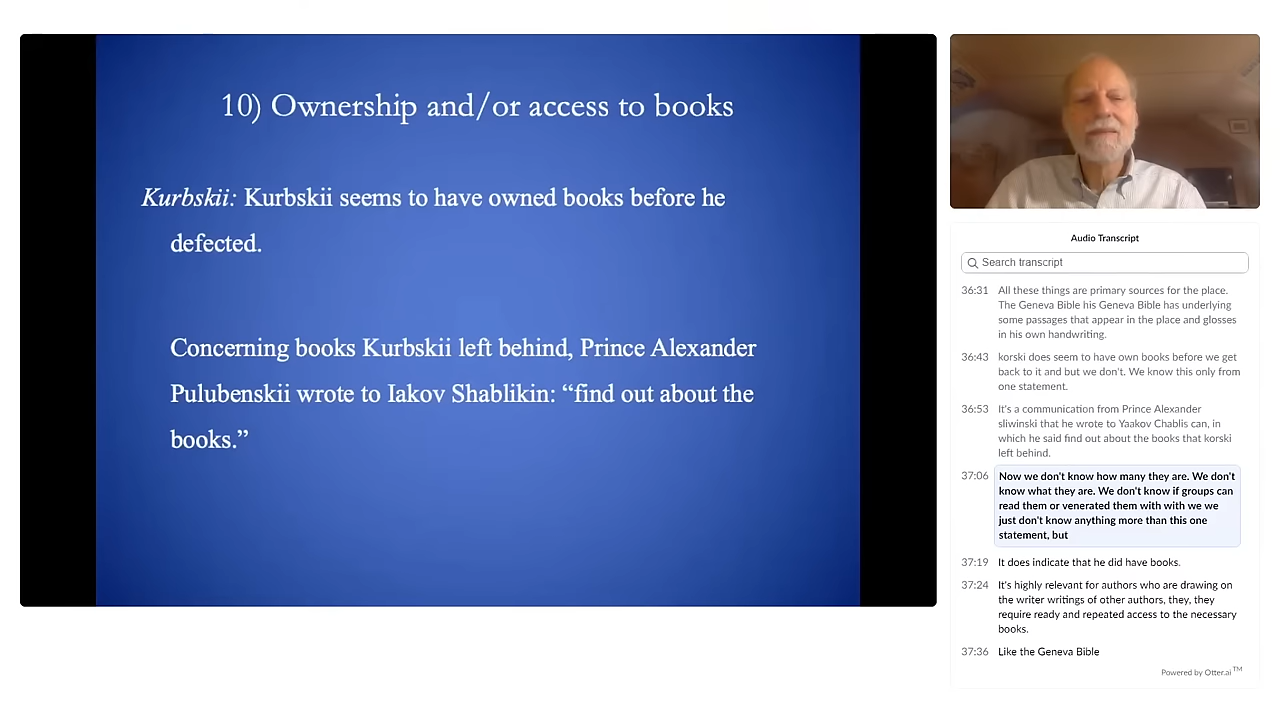 10) Ownership and/or access to books
Kurbskii: Kurbskii seems to have owned books before he
defected.
Concerning books Kurbskii left behind, Prince Alexander
Pulubenskii wrote to Iakov Shablikin: “find out about the
books.”
Audio Transcript
Search transcript
36:31 All these things are primary sources for the place.
The Geneva Bible his Geneva Bible has underlying
some passages that appear in the place and glosses
in his own handwriting.
36:43 korski does seem to have own books before we get
back to it and but we don't. We know this only from
one statement.
36:53 It's a communication from Prince Alexander
sliwinski that he wrote to Yaakov Chablis can, in
which he said find out about the books that korski
left behind.
37:06 Now we don't know how many they are. We don't
know what they are. We don't know if groups can
read them or venerated them with with we we
just don't know anything more than this one
statement, but
37:19 It does indicate that he did have books.
37:24 It's highly relevant for authors who are drawing on
the writer writings of other authors, they, they
require ready and repeated access to the necessary
books.
37:36 Like the Geneva Bible
Powered by Otter.ai TM